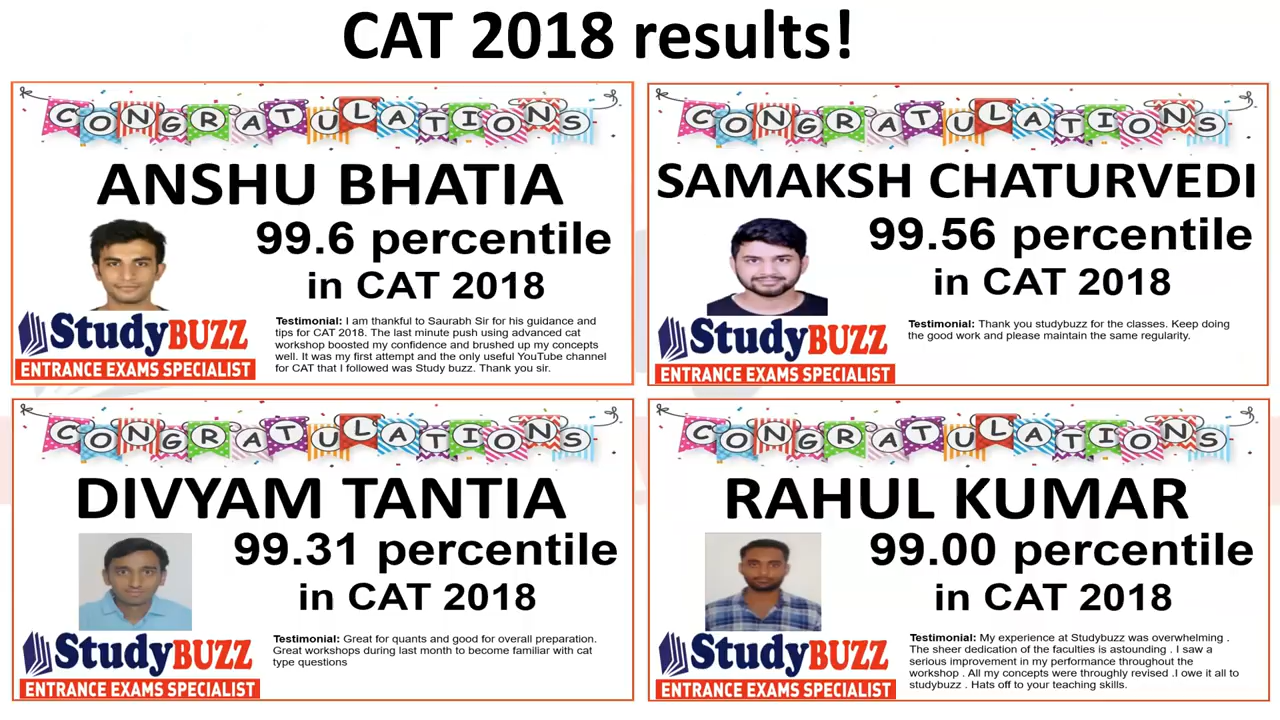 CAT 2018 results!
CONGRATULATIONS
ANSHU BHATIA
99.6 percentile
in CAT 2018
StudyBUZZ
ENTRANCE EXAMS SPECIALIST
Testimonial: I am thankful to Saurabh Sir for his guidance and
tips for CAT 2018. The last minute push using advanced cat
workshop boosted my confidence and brushed up my concepts
well. It was my first attempt and the only useful YouTube channel
for CAT that I followed was Study buzz. Thank you sir.
CONGRATULATIONS
SAMAKSH CHATURVEDI
99.56 percentile
in CAT 2018
StudyBUZZ
ENTRANCE EXAMS SPECIALIST
Testimonial: Thank you studybuzz for the classes. Keep doing
the good work and please maintain the same regularity.
CONGRATULATIONS
DIVYAM TANTIA
99.31 percentile
in CAT 2018
StudyBUZZ
ENTRANCE EXAMS SPECIALIST
Testimonial: Great for quants and good for overall preparation.
Great workshops during last month to become familiar with cat
type questions
CONGRATULATIONS
RAHUL KUMAR
99.00 percentile
in CAT 2018
StudyBUZZ
ENTRANCE EXAMS SPECIALIST
Testimonial: My experience at Studybuzz was overwhelming .
The sheer dedication of the faculties is astounding . I saw a
serious improvement in my performance throughout the
workshop . All my concepts were throughly revised .I owe it all to
studybuzz . Hats off to your teaching skills.